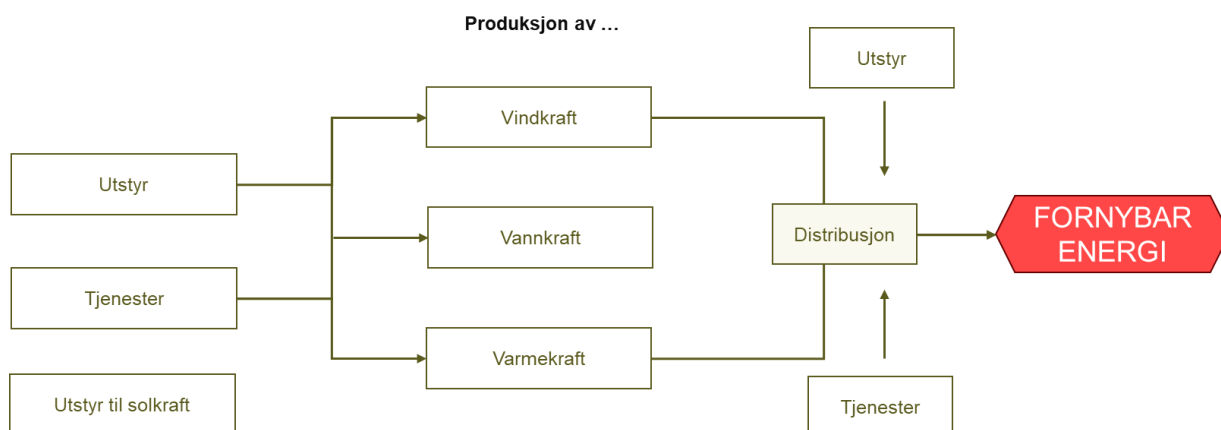 Produksjon av …
Utstyr
Vindkraft
Utstyr
Vannkraft
Distribusjon
FORNYBAR
ENERGI
Tjenester
Varmekraft
Utstyr til solkraft
Tjenester